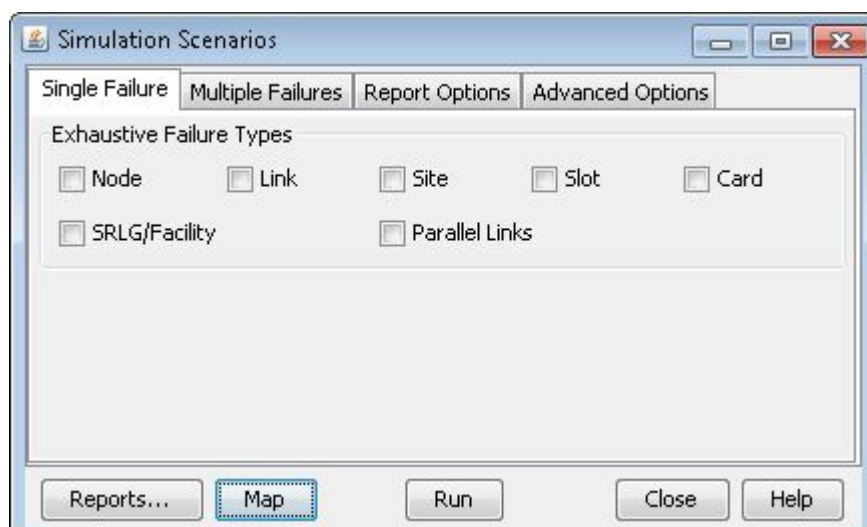 Simulation Scenarios
Single Failure Multiple Failures Report Options Advanced Options
Exhaustive Failure Types
Node Link Site Slot Card
SRLG/Facility Parallel Links
Reports... Map Run Close Help